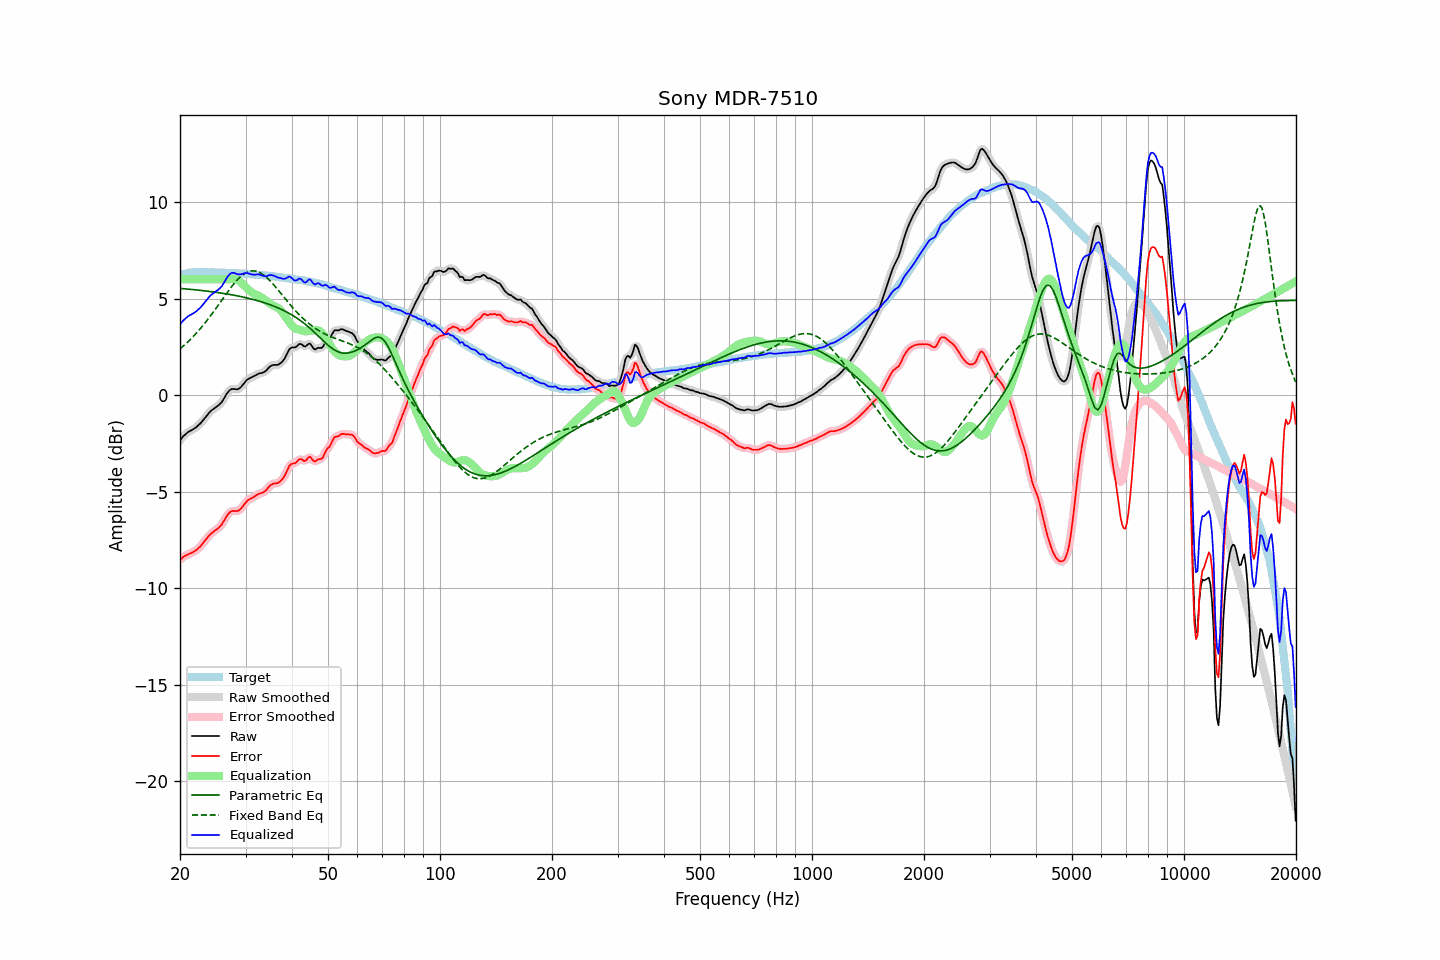 Sony MDR-7510
Amplitude (dBr)
10
5
0
−5
−10
−15
−20
Target
Raw Smoothed
Error Smoothed
Raw
Error
Equalization
Parametric Eq
Fixed Band Eq
Equalized
20 50 100 200 500 1000 2000 5000 10000 20000
Frequency (Hz)